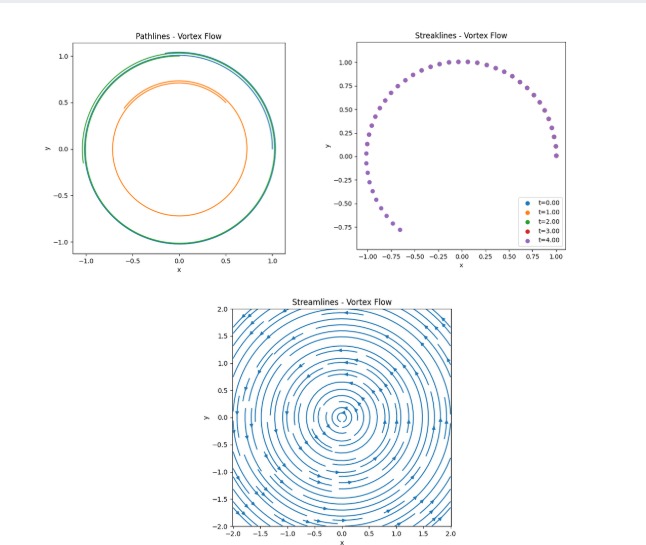 Pathlines - Vortex Flow
1.0
0.5
0.0
−0.5
−1.0
y
−1.0 −0.5 0.0 0.5 1.0
x
Streaklines - Vortex Flow
1.00
0.75
0.50
0.25
0.00
−0.25
−0.50
−0.75
y
t=0.00
t=1.00
t=2.00
t=3.00
t=4.00
−1.00 −0.75 −0.50 −0.25 0.00 0.25 0.50 0.75 1.00
x
Streamlines - Vortex Flow
2.0
1.5
1.0
0.5
0.0
−0.5
−1.0
−1.5
−2.0
y
−2.0 −1.5 −1.0 −0.5 0.0 0.5 1.0 1.5 2.0
x